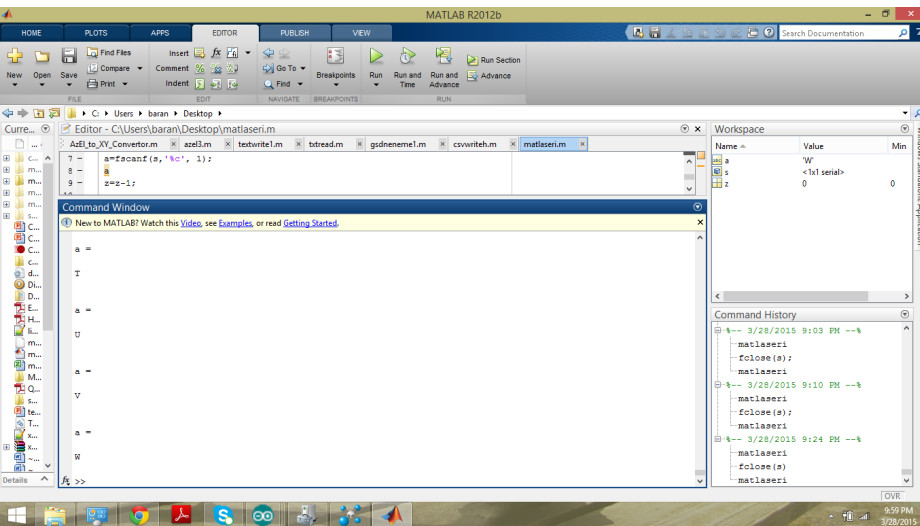 MATLAB R2012b
HOME PLOTS APPS EDITOR PUBLISH VIEW
Search Documentation
New Open Save Find Files Compare Print
Insert fx Comment Indent
Go To Find
Breakpoints
Run Run and Time Run and Advance Run Section Advance
FILE EDIT NAVIGATE BREAKPOINTS RUN
C: Users baran Desktop
Curre...
Editor - C:\Users\baran\Desktop\matlaseri.m
AzEl_to_XY_Convertor.m azel3.m textwrite1.m txtread.m gsdneneme1.m csvwriteh.m matlaseri.m
7 a=fscanf(s,'%c', 1);
8 a
9 z=z-1;
10
Command Window
New to MATLAB? Watch this Video, see Examples, or read Getting Started.
a =
T
a =
U
a =
V
a =
W
fx >>
Workspace
Name Value Min
a 'W'
s <1x1 serial>
z 0 0
Command History
%-- 3/28/2015 9:03 PM --%
matlaseri
fclose(s);
matlaseri
%-- 3/28/2015 9:10 PM --%
matlaseri
fclose(s);
matlaseri
%-- 3/28/2015 9:24 PM --%
matlaseri
fclose(s)
matlaseri
c...
m...
m...
m...
m...
s...
C...
C...
C...
c...
d...
Di...
D...
E...
H...
li...
m...
m...
m...
M...
Q...
s...
te...
T...
x...
x...
~...
~...
Details
OVR
9:59 PM
3/28/2015